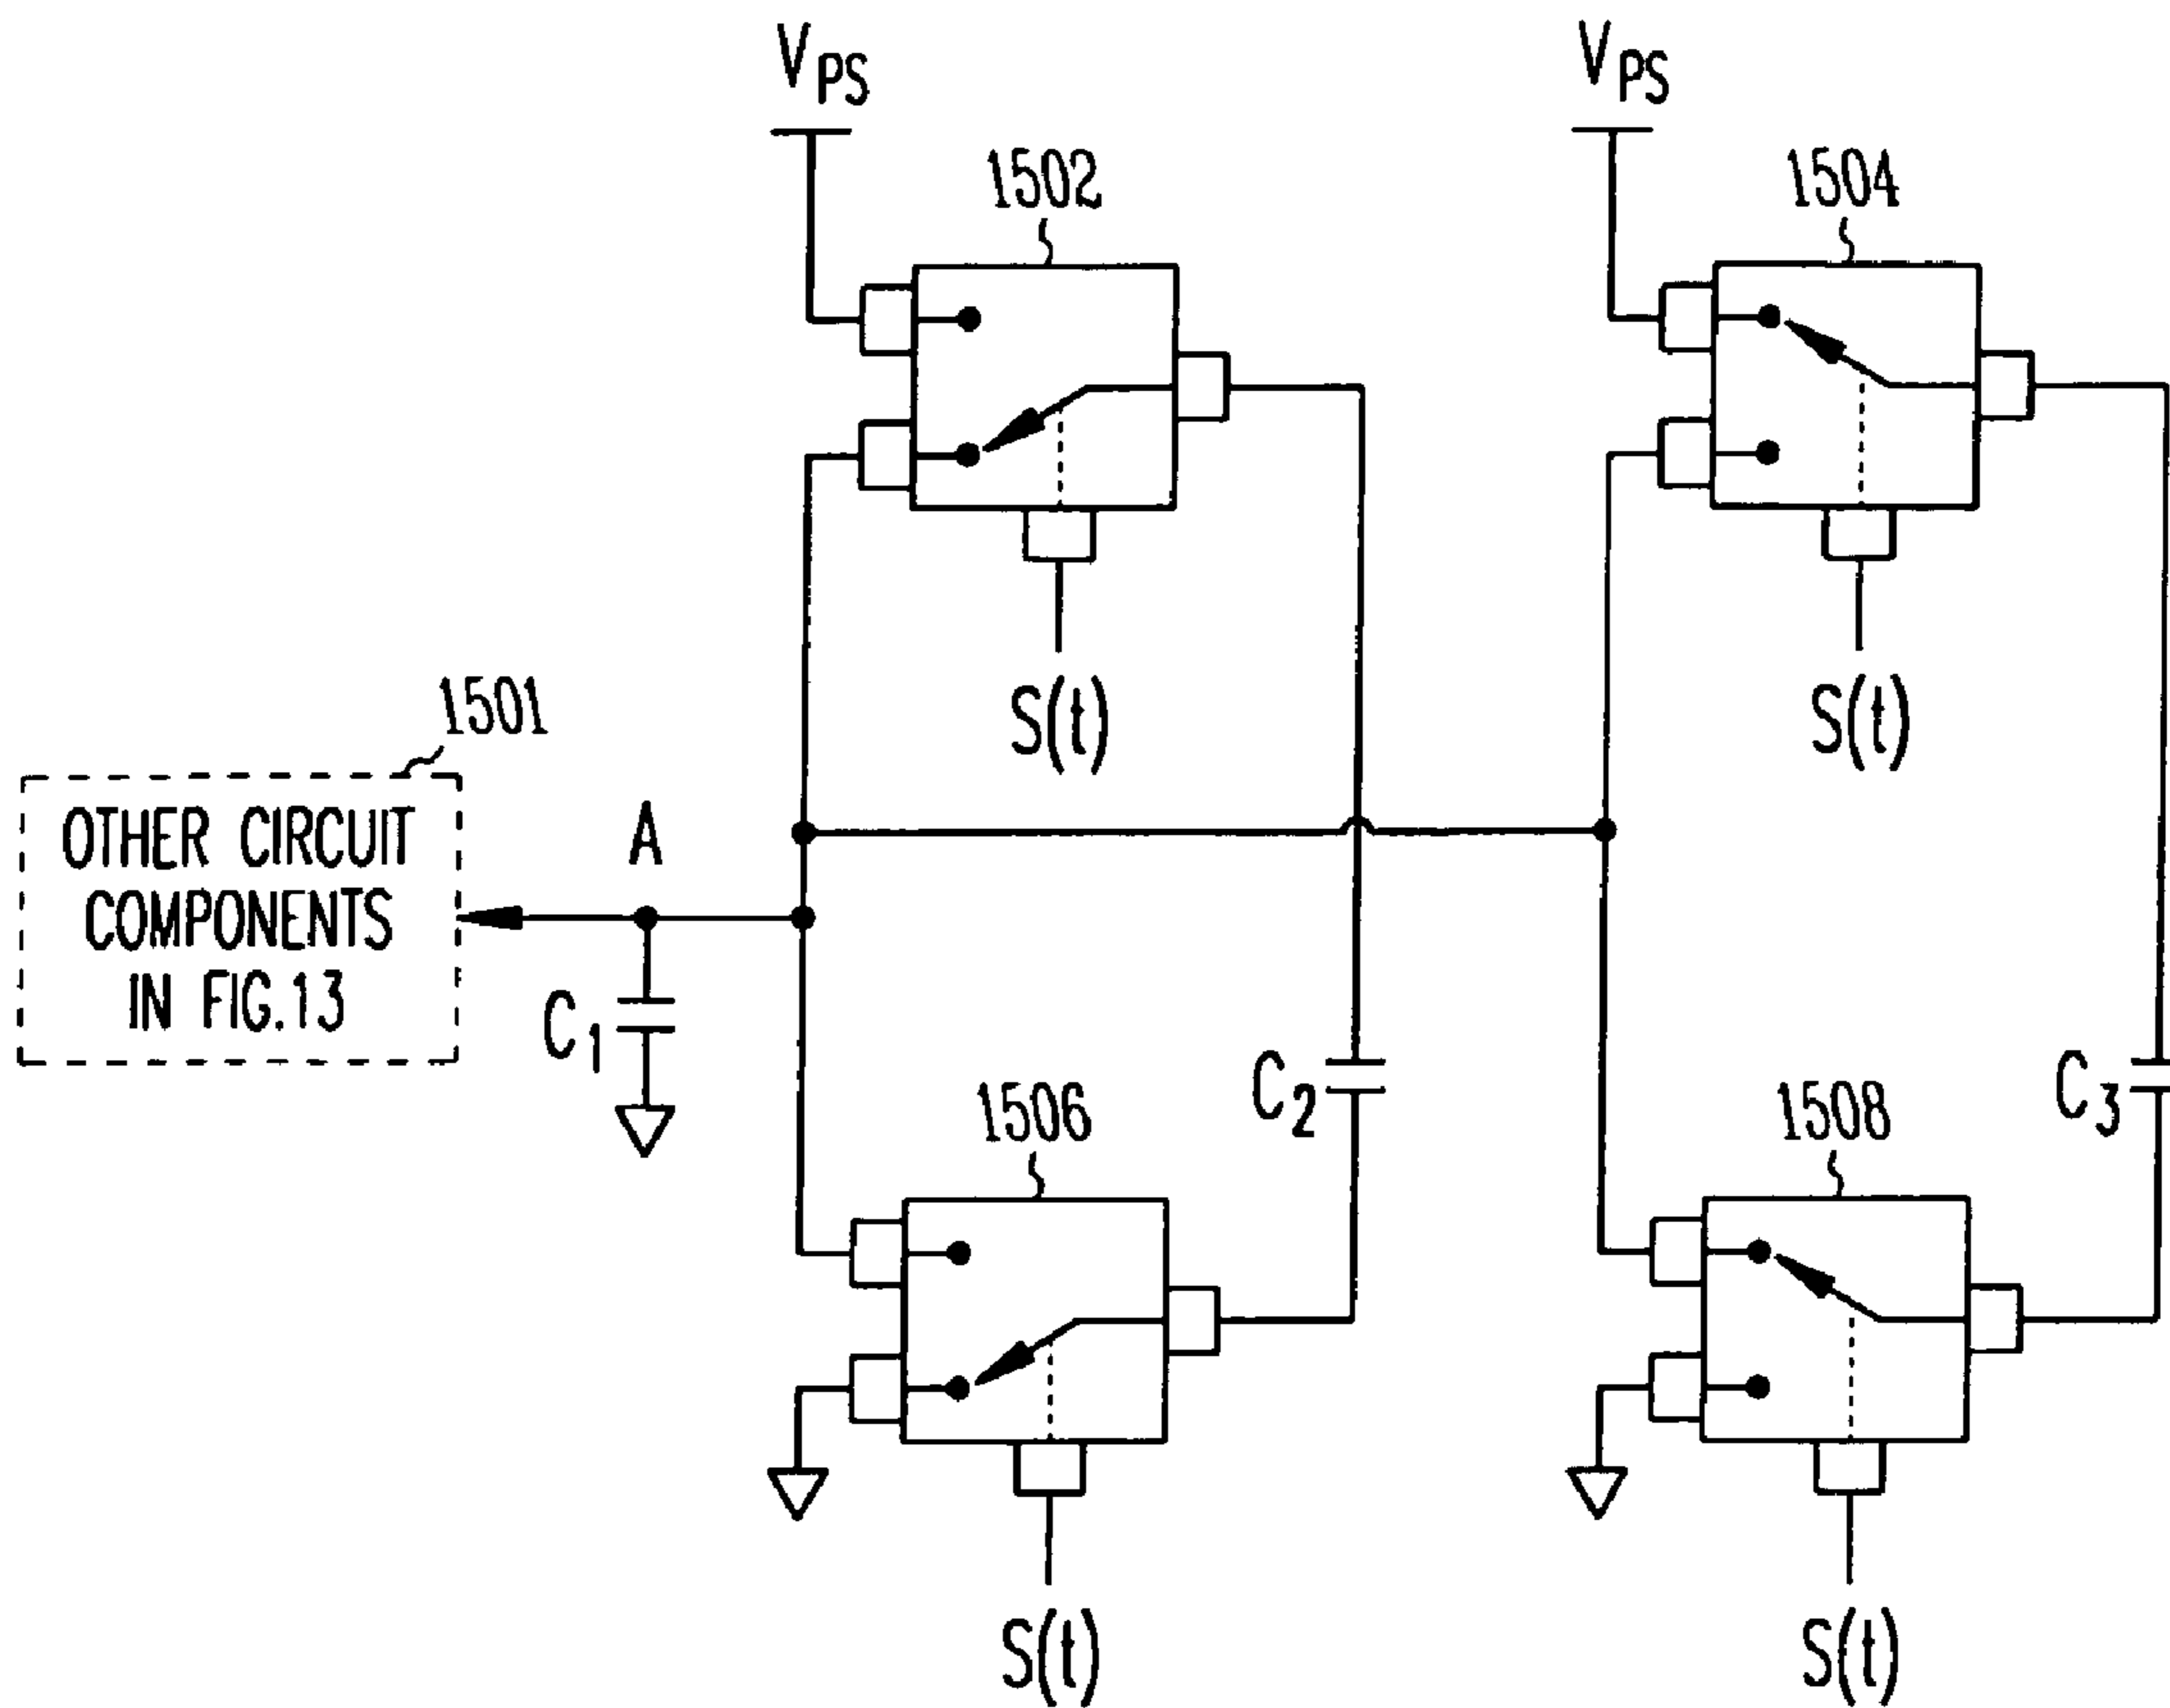 V_PS
V_PS
1502
1504
S(t)
S(t)
1501
OTHER CIRCUIT
COMPONENTS
IN FIG.13
A
C_1
C_2
C_3
1506
1508
S(t)
S(t)